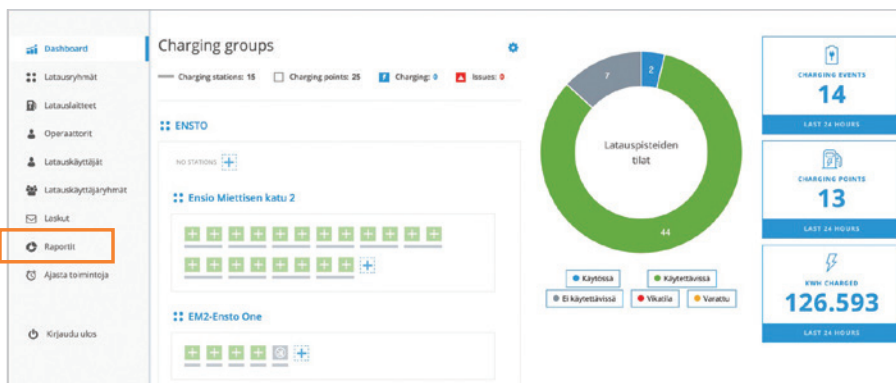 Dashboard
Latausryhmät
Latauslaitteet
Operaattorit
Latauskäyttäjät
Latauskäyttäjäryhmät
Laskut
Raportit
Ajasta toimintoja
Kirjaudu ulos
Charging groups
Charging stations: 15 Charging points: 25 Charging: 0 Issues: 0
ENSTO
NO STATIONS
Ensio Miettisen katu 2
EM2-Ensto One
7
2
Latauspisteiden
tilat
44
Käytössä Käytettävissä
Ei käytettävissä Vikatila Varattu
CHARGING EVENTS
14
LAST 24 HOURS
CHARGING POINTS
13
LAST 24 HOURS
KWH CHARGED
126.593
LAST 24 HOURS